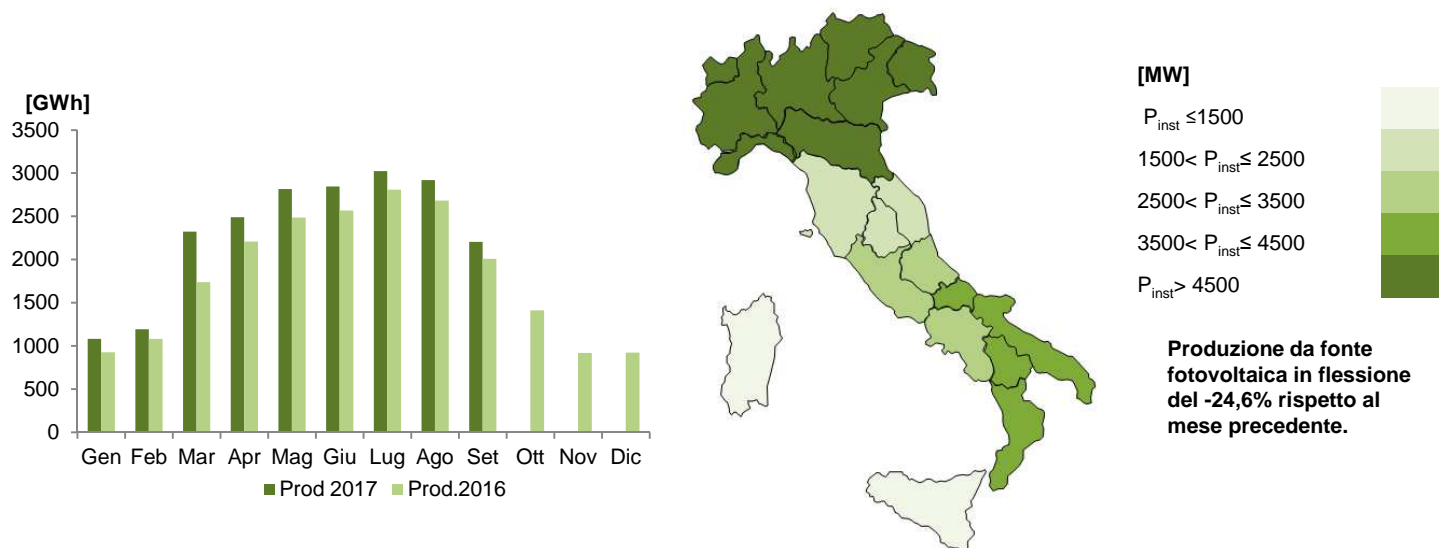 [GWh]
3500
3000
2500
2000
1500
1000
500
0
Gen Feb Mar Apr Mag Giu Lug Ago Set Ott Nov Dic
Prod 2017 Prod.2016
[MW]
Pinst ≤1500
1500< Pinst≤ 2500
2500< Pinst≤ 3500
3500< Pinst≤ 4500
Pinst> 4500
Produzione da fonte
fotovoltaica in flessione
del -24,6% rispetto al
mese precedente.